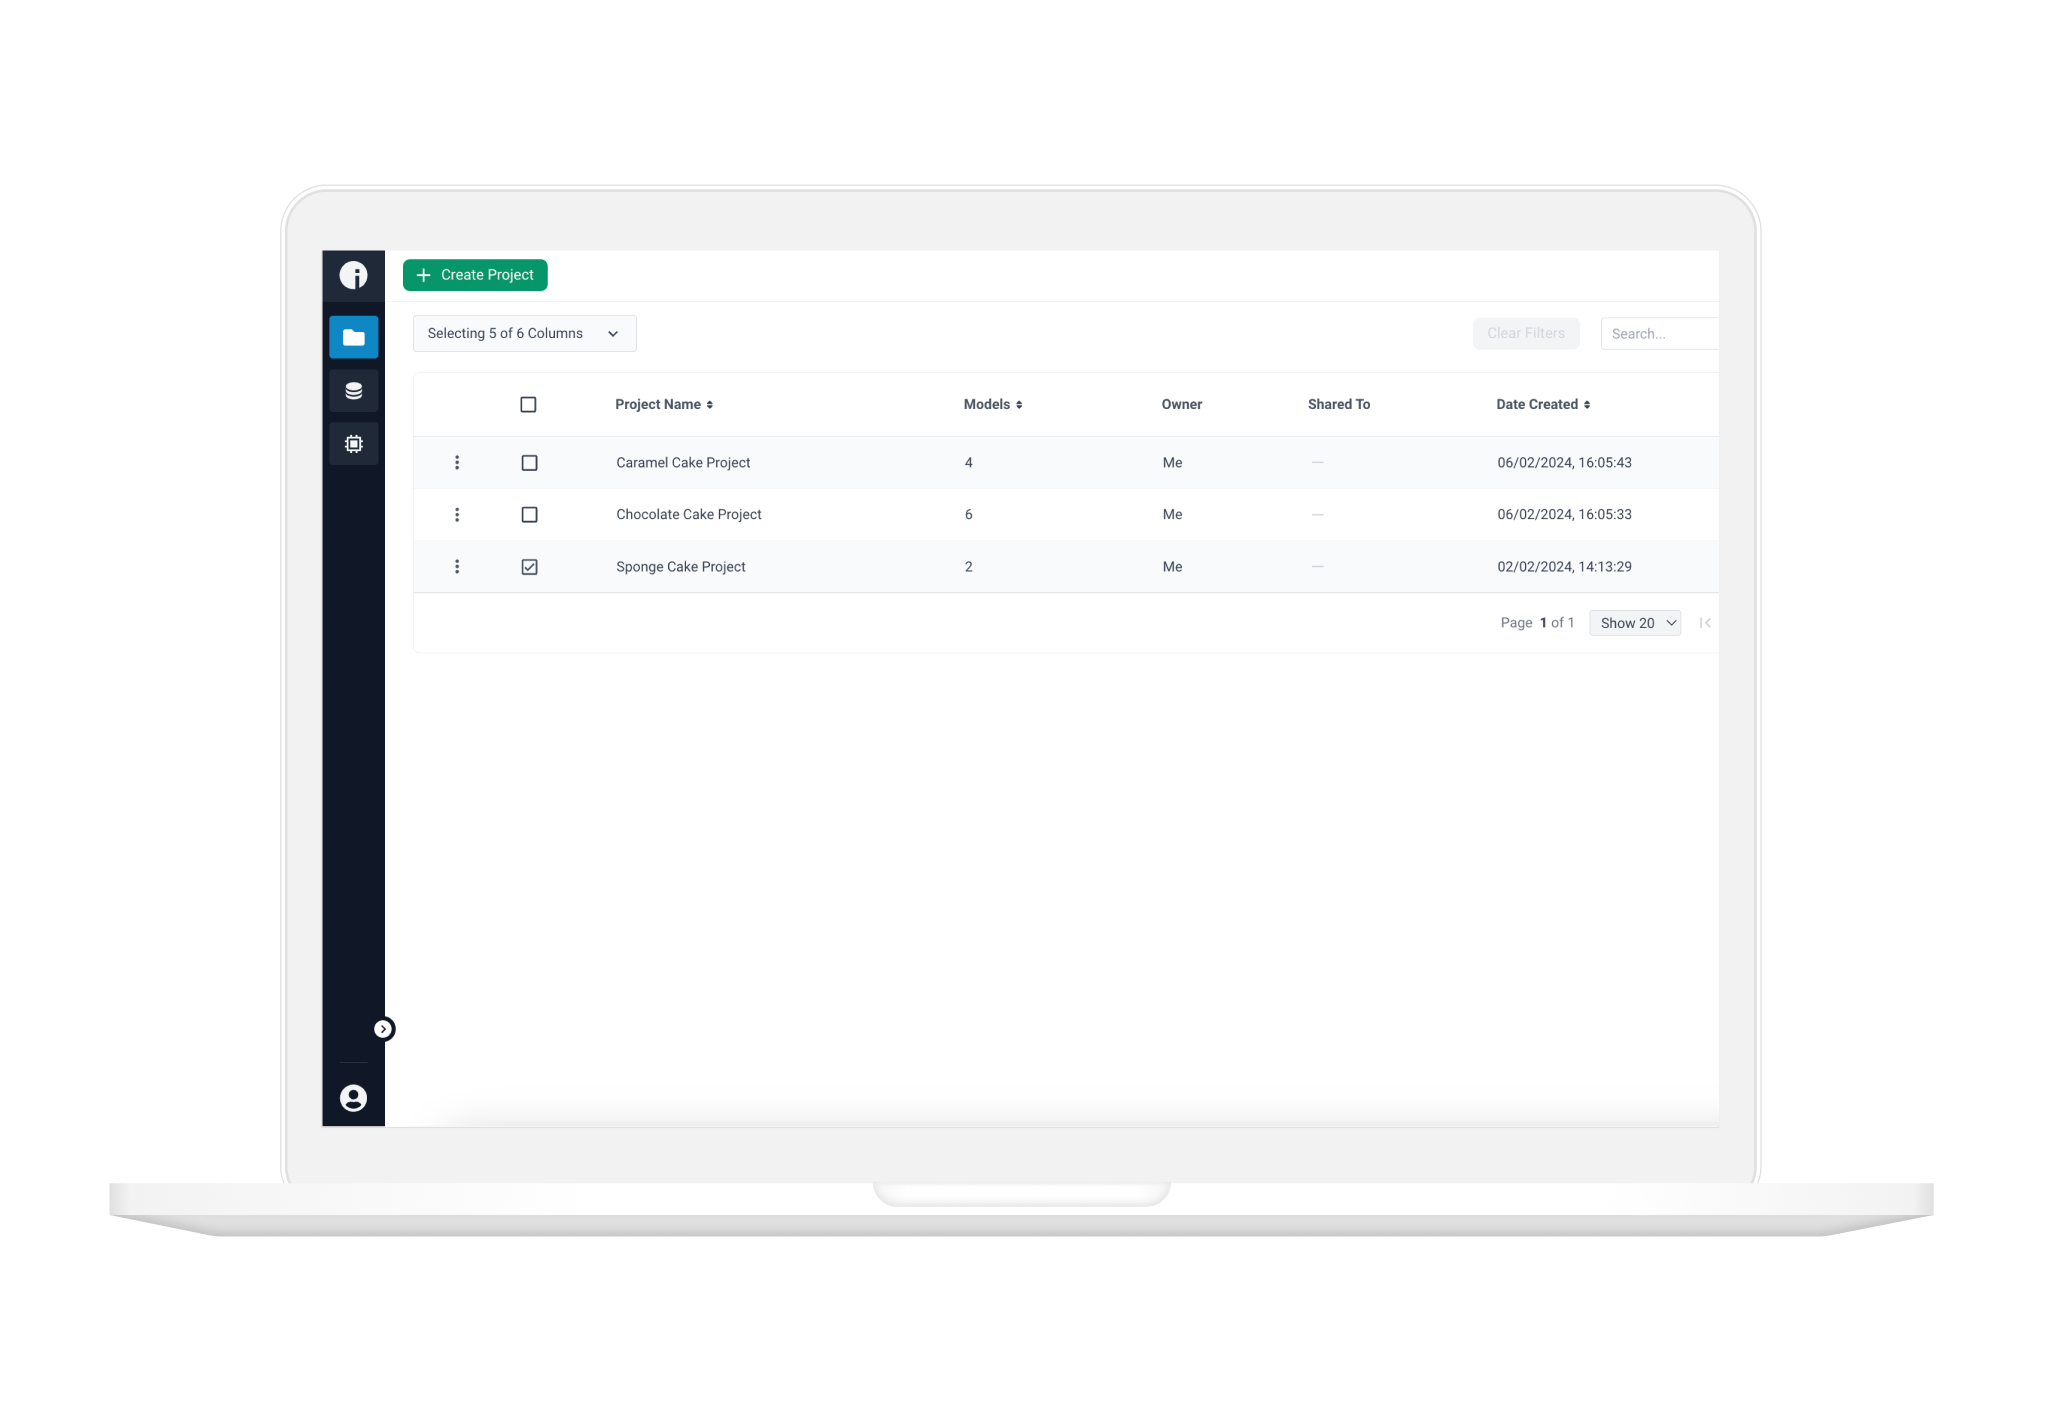 Create Project
Selecting 5 of 6 Columns Clear Filters Search...
Project Name Models Owner Shared To Date Created
Caramel Cake Project 4 Me — 06/02/2024, 16:05:43
Chocolate Cake Project 6 Me — 06/02/2024, 16:05:33
Sponge Cake Project 2 Me — 02/02/2024, 14:13:29
Page 1 of 1 Show 20